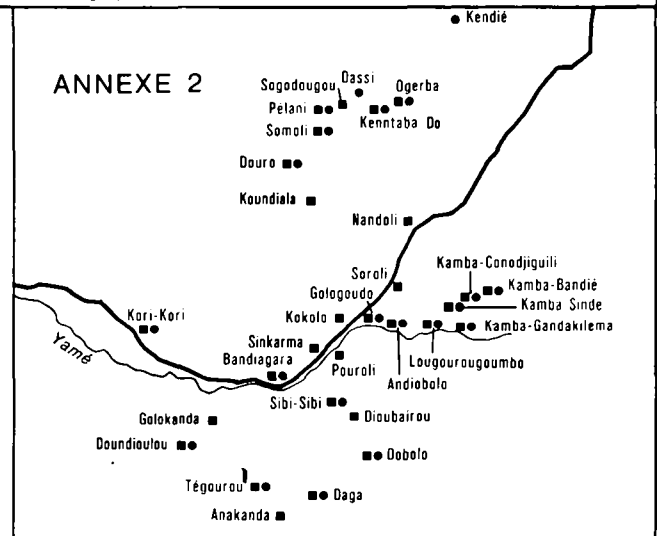 Kendié
ANNEXE 2
Dassi
Sogodougou
Ogerba
Pélani
Kenntaba Do
Somoli
Douro
Koundiala
Nandoli
Kamba-Conodjiguili
Soroli
Kamba-Bandié
Gologoudo
Kamba Sinde
Kori-Kori
Kokolo
Kamba-Gandakilema
Yamé
Sinkarma
Lougourougoumbo
Bandiagara
Pouroli
Andiobolo
Sibi-Sibi
Golokanda
Dioubairou
Doundioulou
Dobolo
Tégourou
Daga
Anakanda